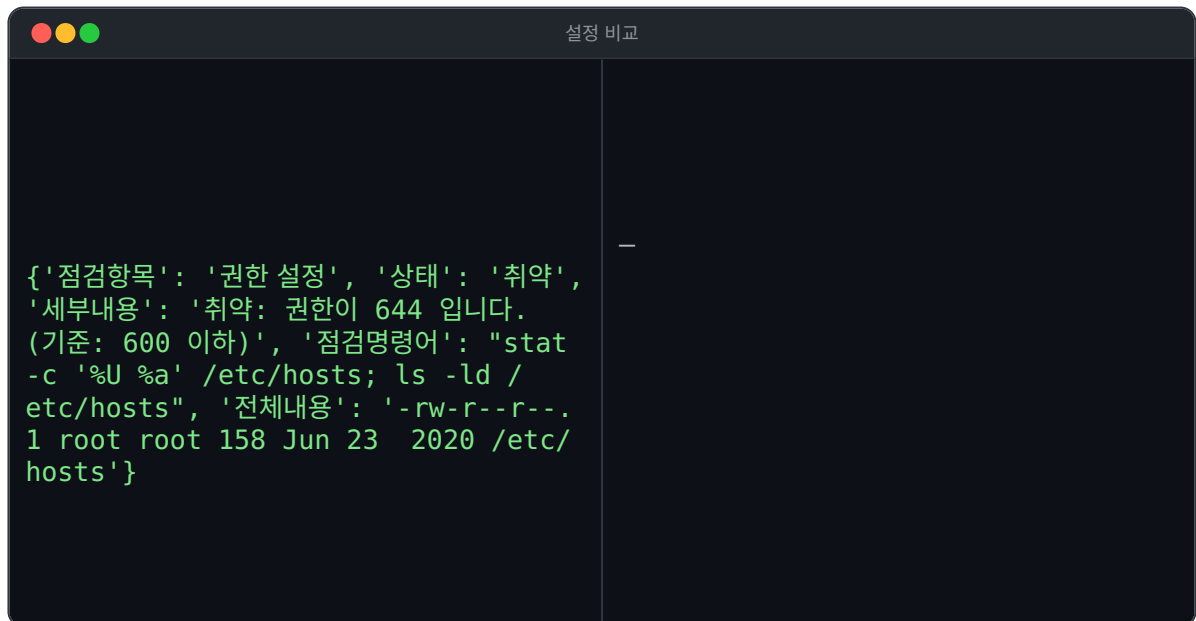 설정 비교
{'점검항목': '권한 설정', '상태': '취약',
'세부내용': '취약: 권한이 644 입니다.
(기준: 600 이하)', '점검명령어': "stat
-c '%U %a' /etc/hosts; ls -ld /
etc/hosts", '전체내용': '-rw-r--r--.
1 root root 158 Jun 23  2020 /etc/
hosts'}
_